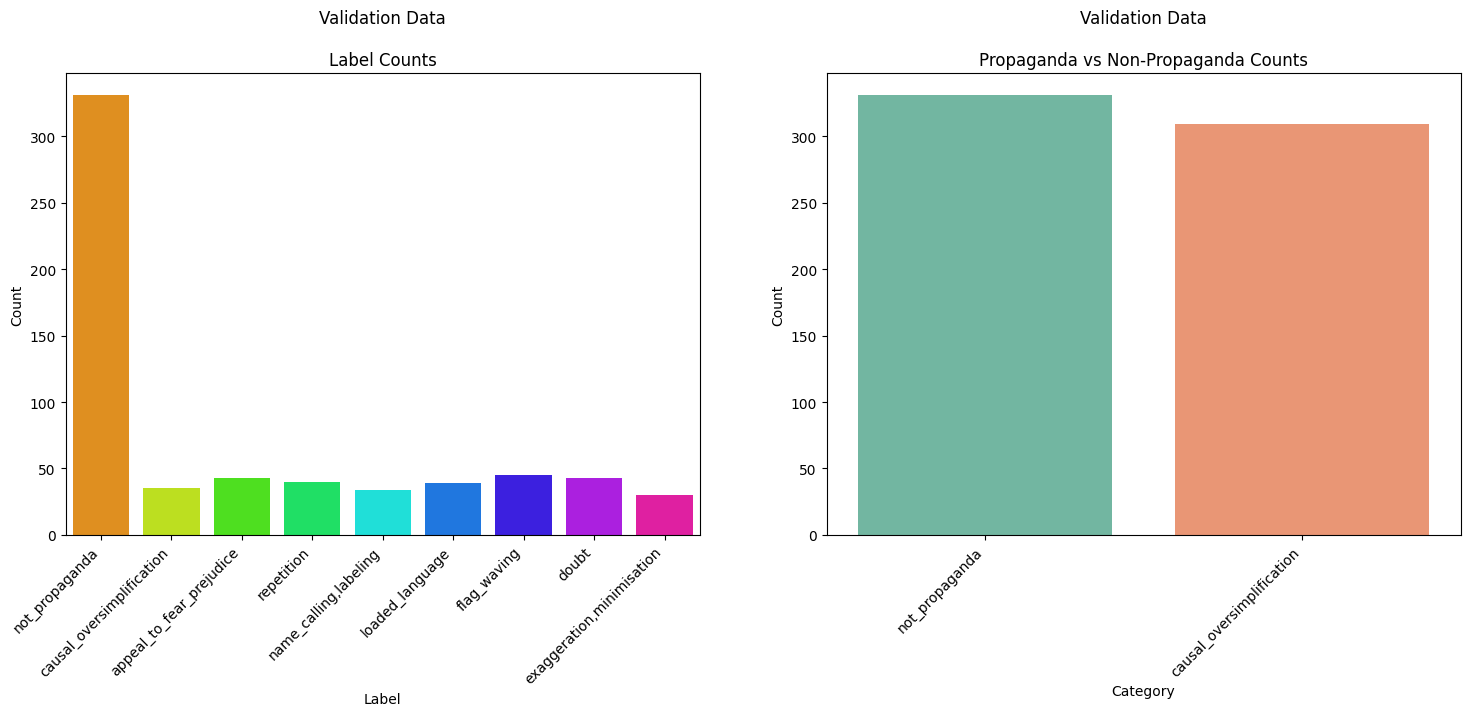 Validation Data
Label Counts
Count
300
250
200
150
100
50
0
not_propaganda
causal_oversimplification
appeal_to_fear_prejudice
repetition
name_calling,labeling
loaded_language
flag_waving
doubt
exaggeration,minimisation
Label
Validation Data
Propaganda vs Non-Propaganda Counts
Count
300
250
200
150
100
50
0
not_propaganda
causal_oversimplification
Category